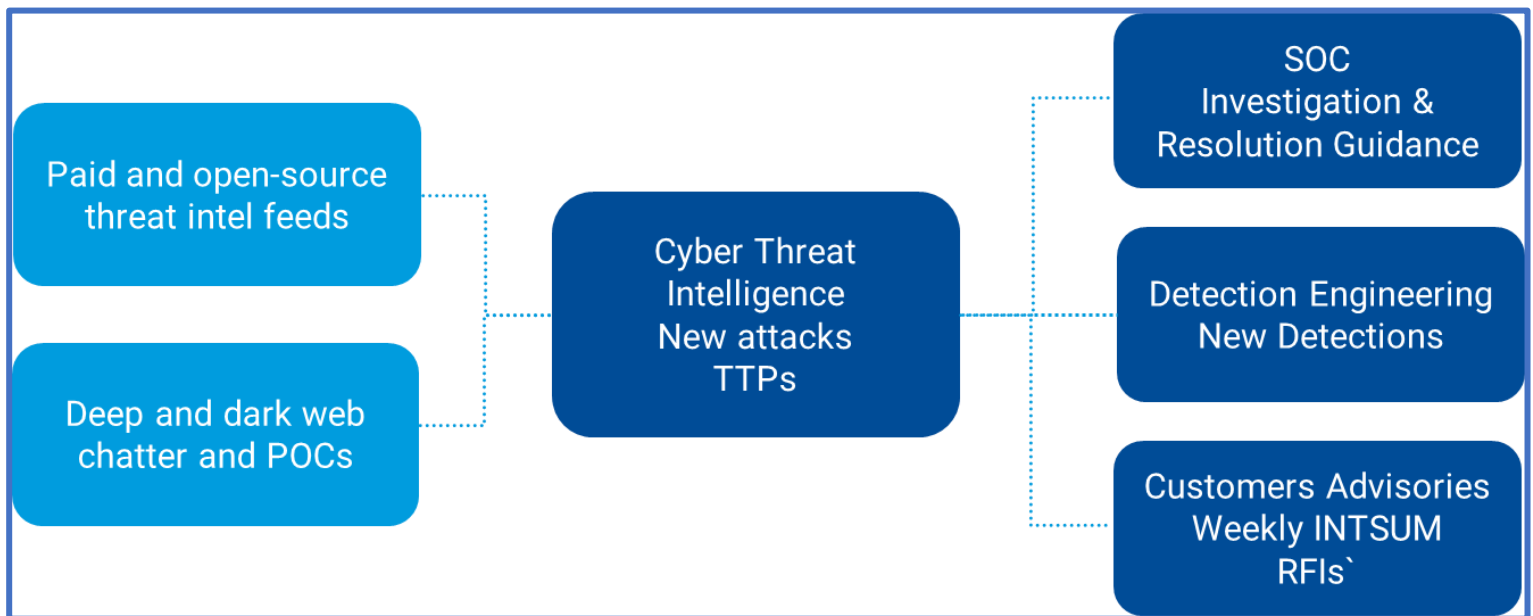 Paid and open-source
threat intel feeds
Deep and dark web
chatter and POCs
Cyber Threat
Intelligence
New attacks
TTPs
SOC
Investigation &
Resolution Guidance
Detection Engineering
New Detections
Customers Advisories
Weekly INTSUM
RFIs`